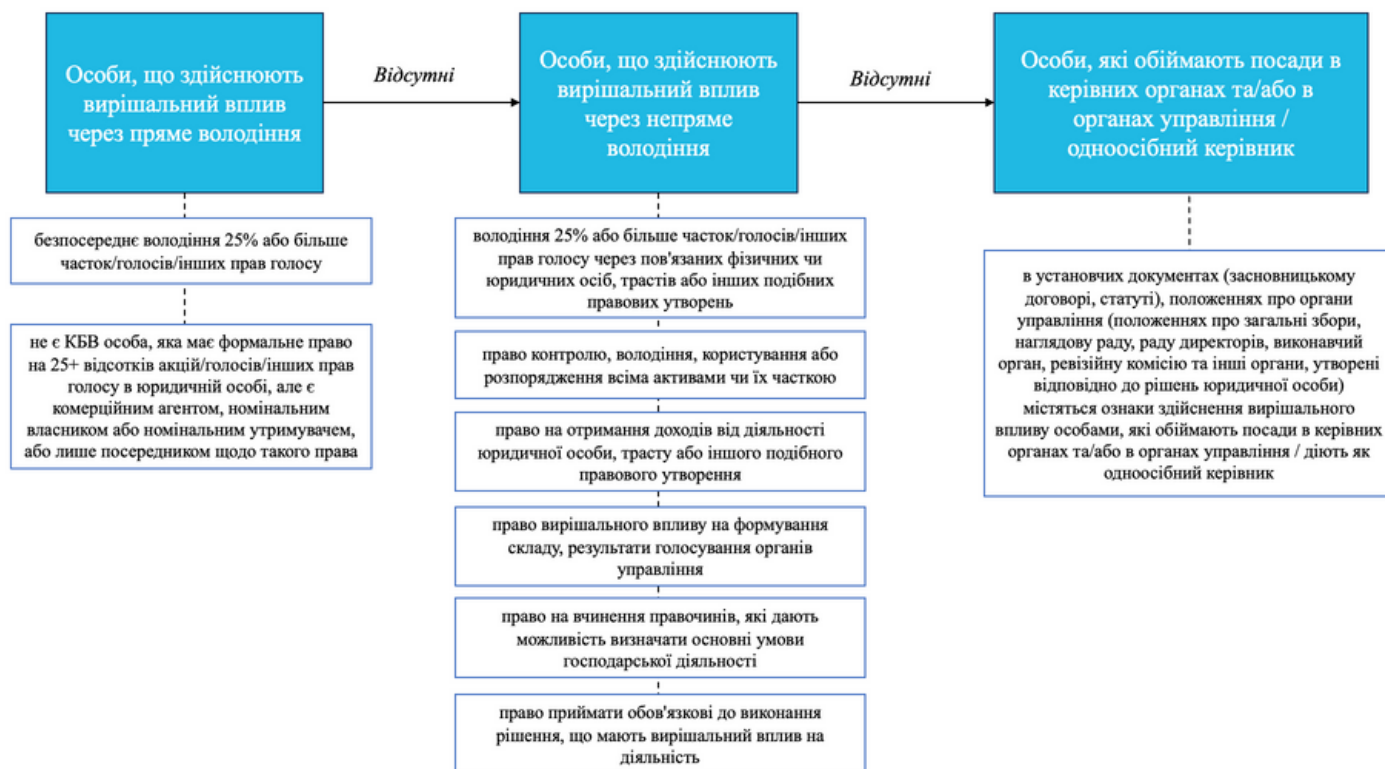 Особи, що здійснюють
вирішальний вплив
через пряме володіння
Відсутні
Особи, що здійснюють
вирішальний вплив
через непряме
володіння
Відсутні
Особи, які обіймають посади в
керівних органах та/або в
органах управління /
одноосібний керівник
безпосереднє володіння 25% або більше
часток/голосів/інших прав голосу
не є КБВ особа, яка має формальне право
на 25+ відсотків акцій/голосів/інших прав
голосу в юридичній особі, але є
комерційним агентом, номінальним
власником або номінальним утримувачем,
або лише посередником щодо такого права
володіння 25% або більше часток/голосів/інших
прав голосу через пов'язаних фізичних чи
юридичних осіб, трастів або інших подібних
правових утворень
право контролю, володіння, користування або
розпорядження всіма активами чи їх часткою
право на отримання доходів від діяльності
юридичної особи, трасту або іншого подібного
правового утворення
право вирішального впливу на формування
складу, результати голосування органів
управління
право на вчинення правочинів, які дають
можливість визначати основні умови
господарської діяльності
право приймати обов'язкові до виконання
рішення, що мають вирішальний вплив на
діяльність
в установчих документах (засновницькому
договорі, статуті), положеннях про органи
управління (положеннях про загальні збори,
наглядову раду, раду директорів, виконавчий
орган, ревізійну комісію та інші органи, утворені
відповідно до рішень юридичної особи)
містяться ознаки здійснення вирішального
впливу особами, які обіймають посади в керівних
органах та/або в органах управління / діють як
одноосібний керівник